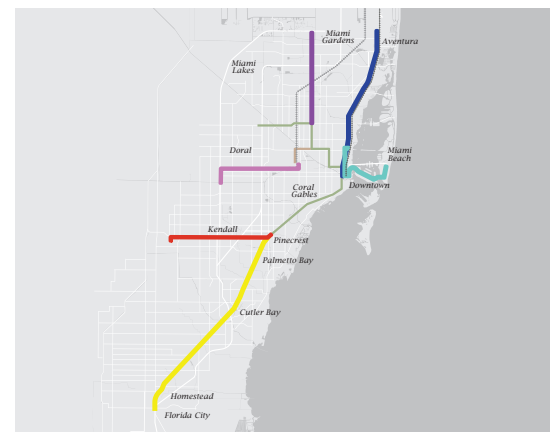 Miami
Gardens
Aventura
Miami
Lakes
Doral
Miami
Beach
Downtown
Coral
Gables
Kendall
Pinecrest
Palmetto Bay
Cutler Bay
Homestead
Florida City